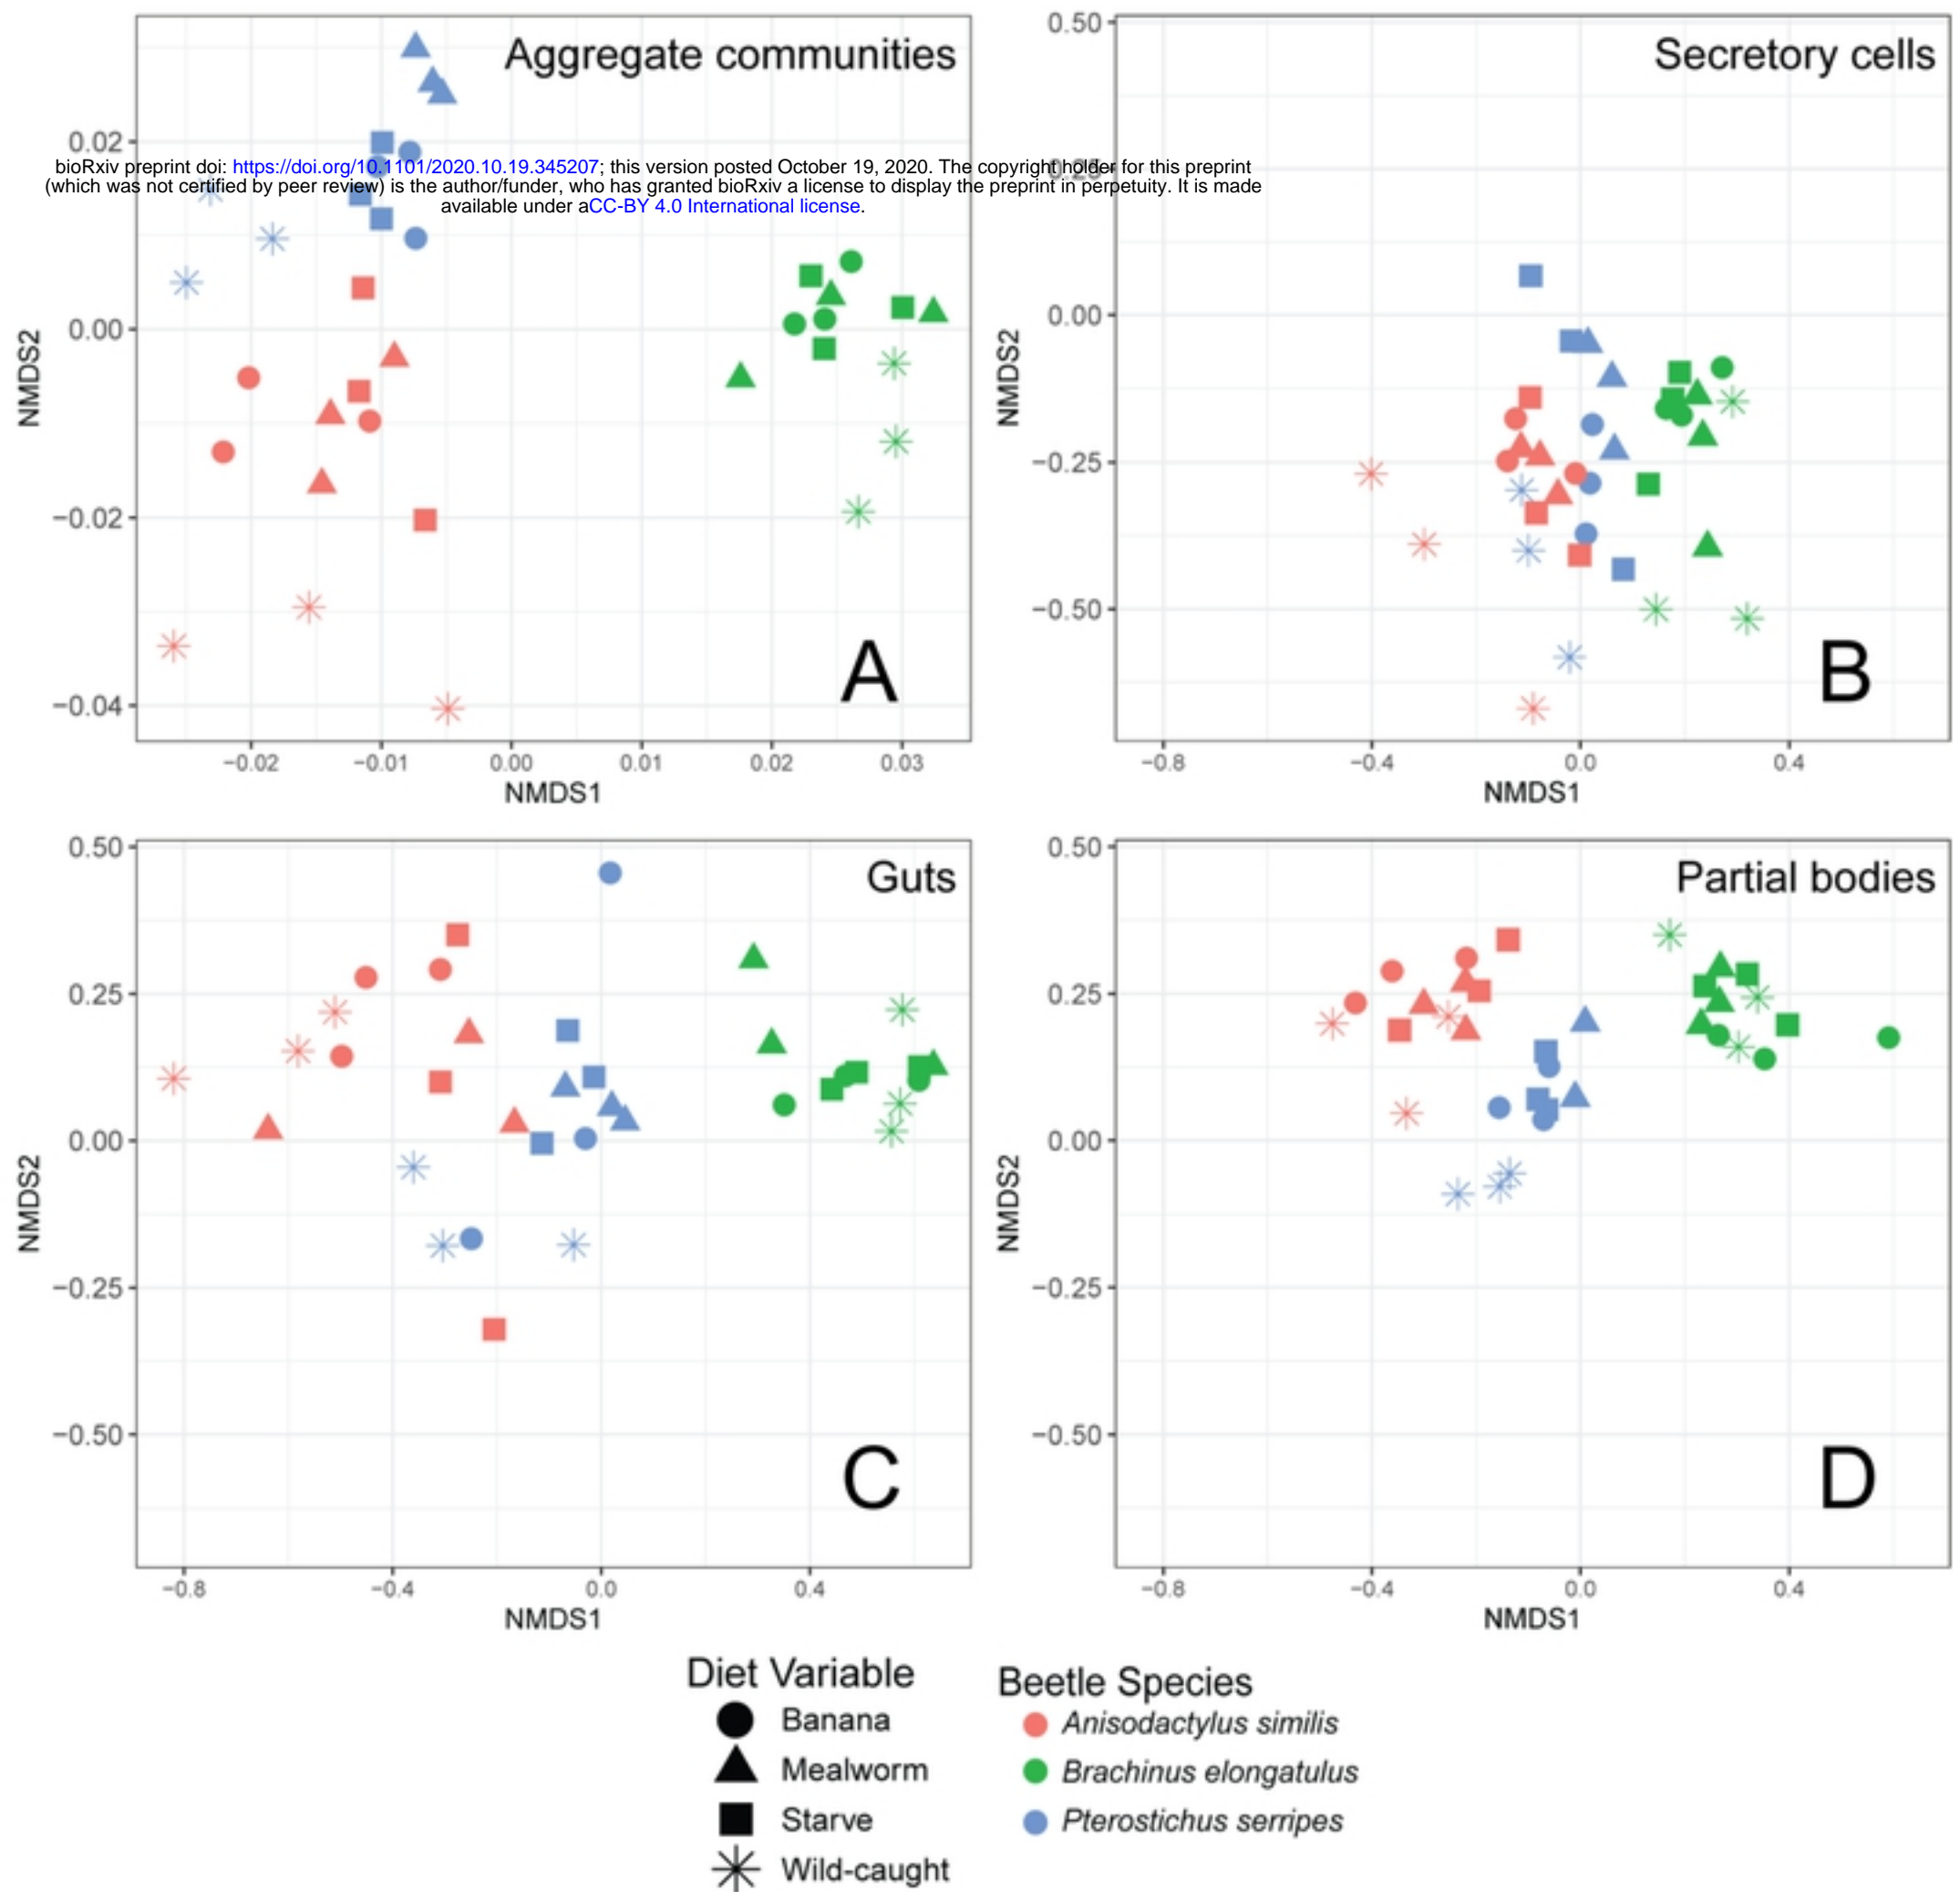 Aggregate communities
NMDS2
0.02
0.00
−0.02
−0.04
A
−0.02
−0.01
0.00
0.01
0.02
0.03
NMDS1
bioRxiv preprint doi: https://doi.org/10.1101/2020.10.19.345207; this version posted October 19, 2020. The copyright holder for this preprint
(which was not certified by peer review) is the author/funder, who has granted bioRxiv a license to display the preprint in perpetuity. It is made
available under aCC-BY 4.0 International license.
Secretory cells
NMDS2
0.50
0.25
0.00
−0.25
−0.50
B
−0.8
−0.4
0.0
0.4
NMDS1
Guts
NMDS2
0.50
0.25
0.00
−0.25
−0.50
C
−0.8
−0.4
0.0
0.4
NMDS1
Partial bodies
NMDS2
0.50
0.25
0.00
−0.25
−0.50
D
−0.8
−0.4
0.0
0.4
NMDS1
Diet Variable
Banana
Mealworm
Starve
Wild-caught
Beetle Species
Anisodactylus similis
Brachinus elongatulus
Pterostichus serripes